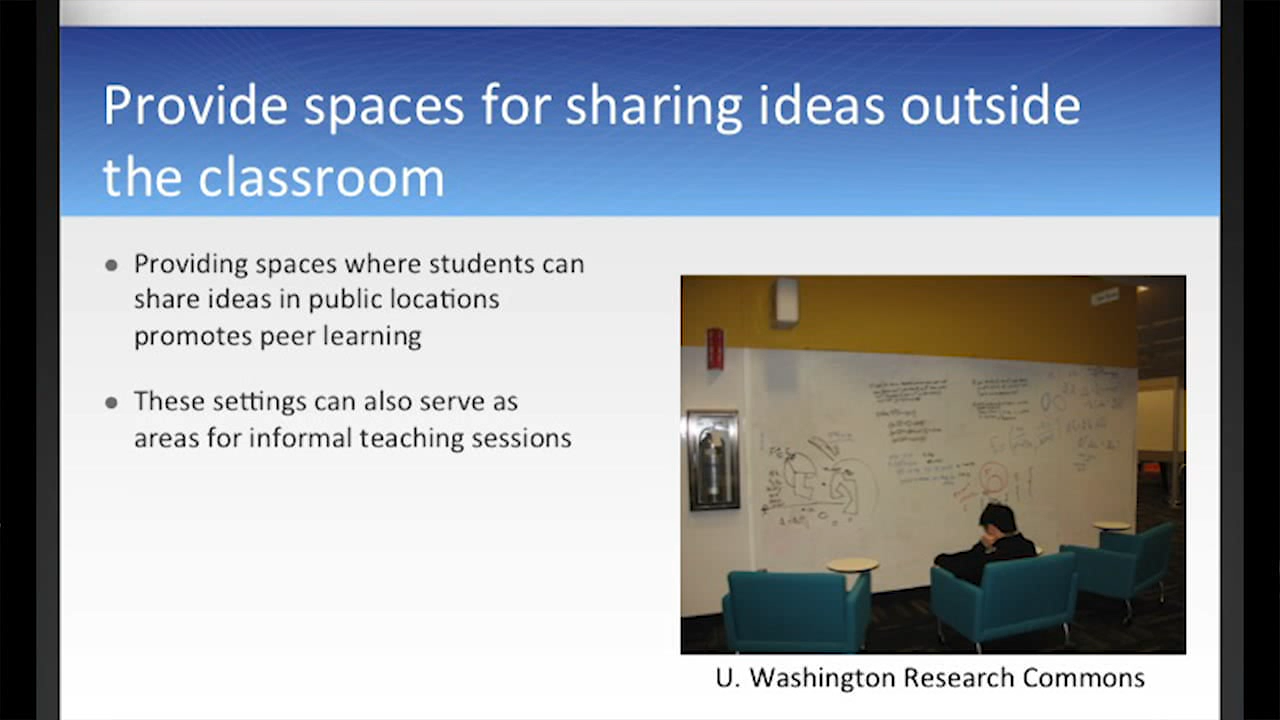 Provide spaces for sharing ideas outside
the classroom
Providing spaces where students can
share ideas in public locations
promotes peer learning
These settings can also serve as
areas for informal teaching sessions
U. Washington Research Commons